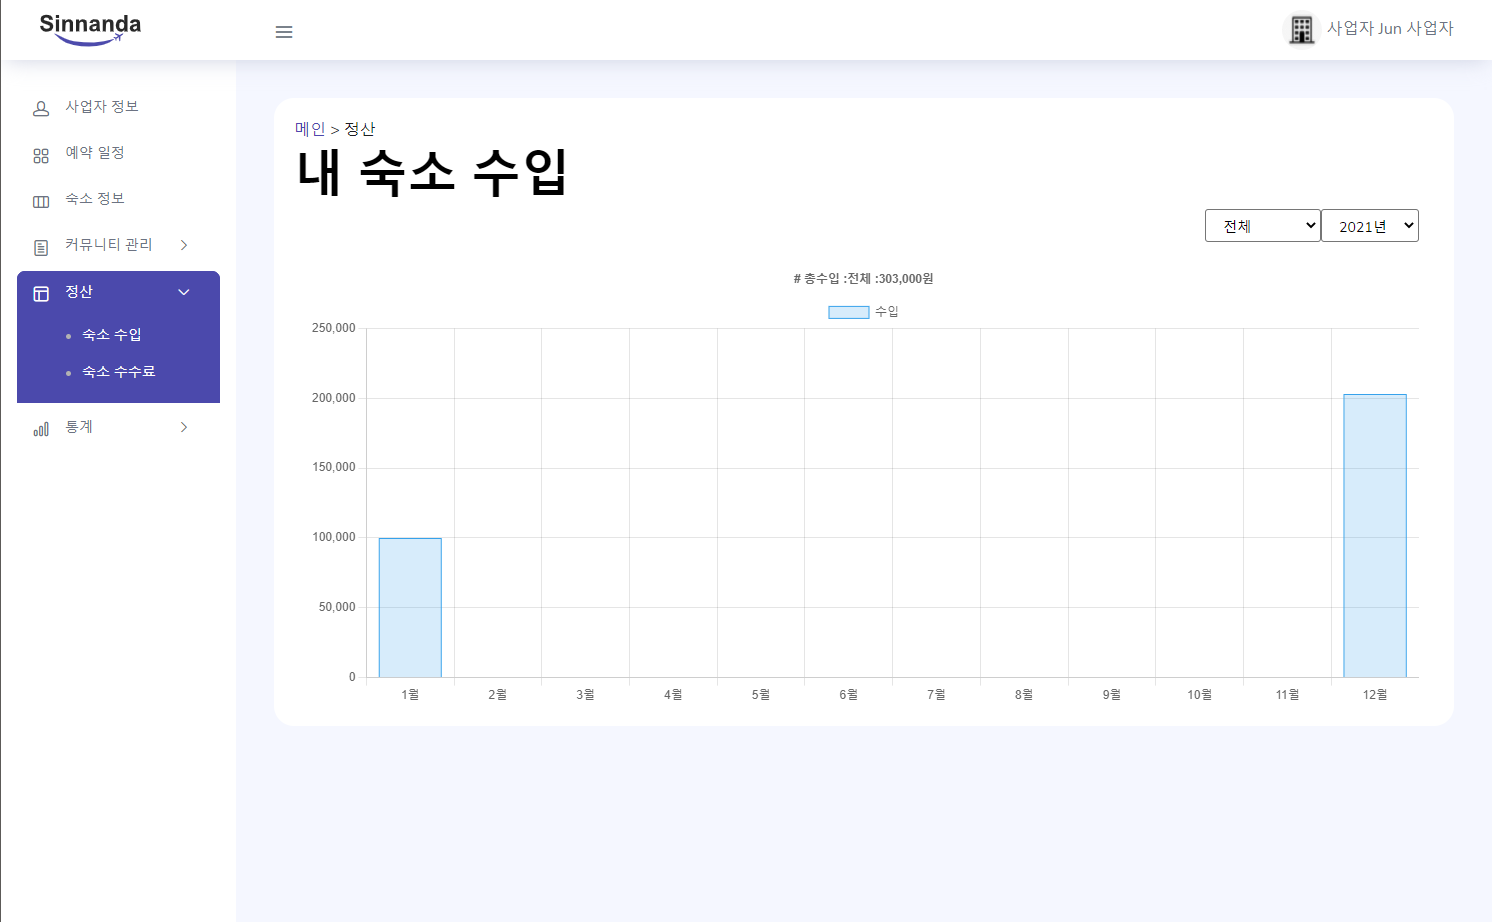 Sinnanda
사업자 Jun 사업자
사업자 정보
예약 일정
숙소 정보
커뮤니티 관리
정산
숙소 수입
숙소 수수료
통계
메인 > 정산
내 숙소 수입
전체 2021년
# 총수입 :전체 :303,000원
수입
250,000
200,000
150,000
100,000
50,000
0
1월 2월 3월 4월 5월 6월 7월 8월 9월 10월 11월 12월